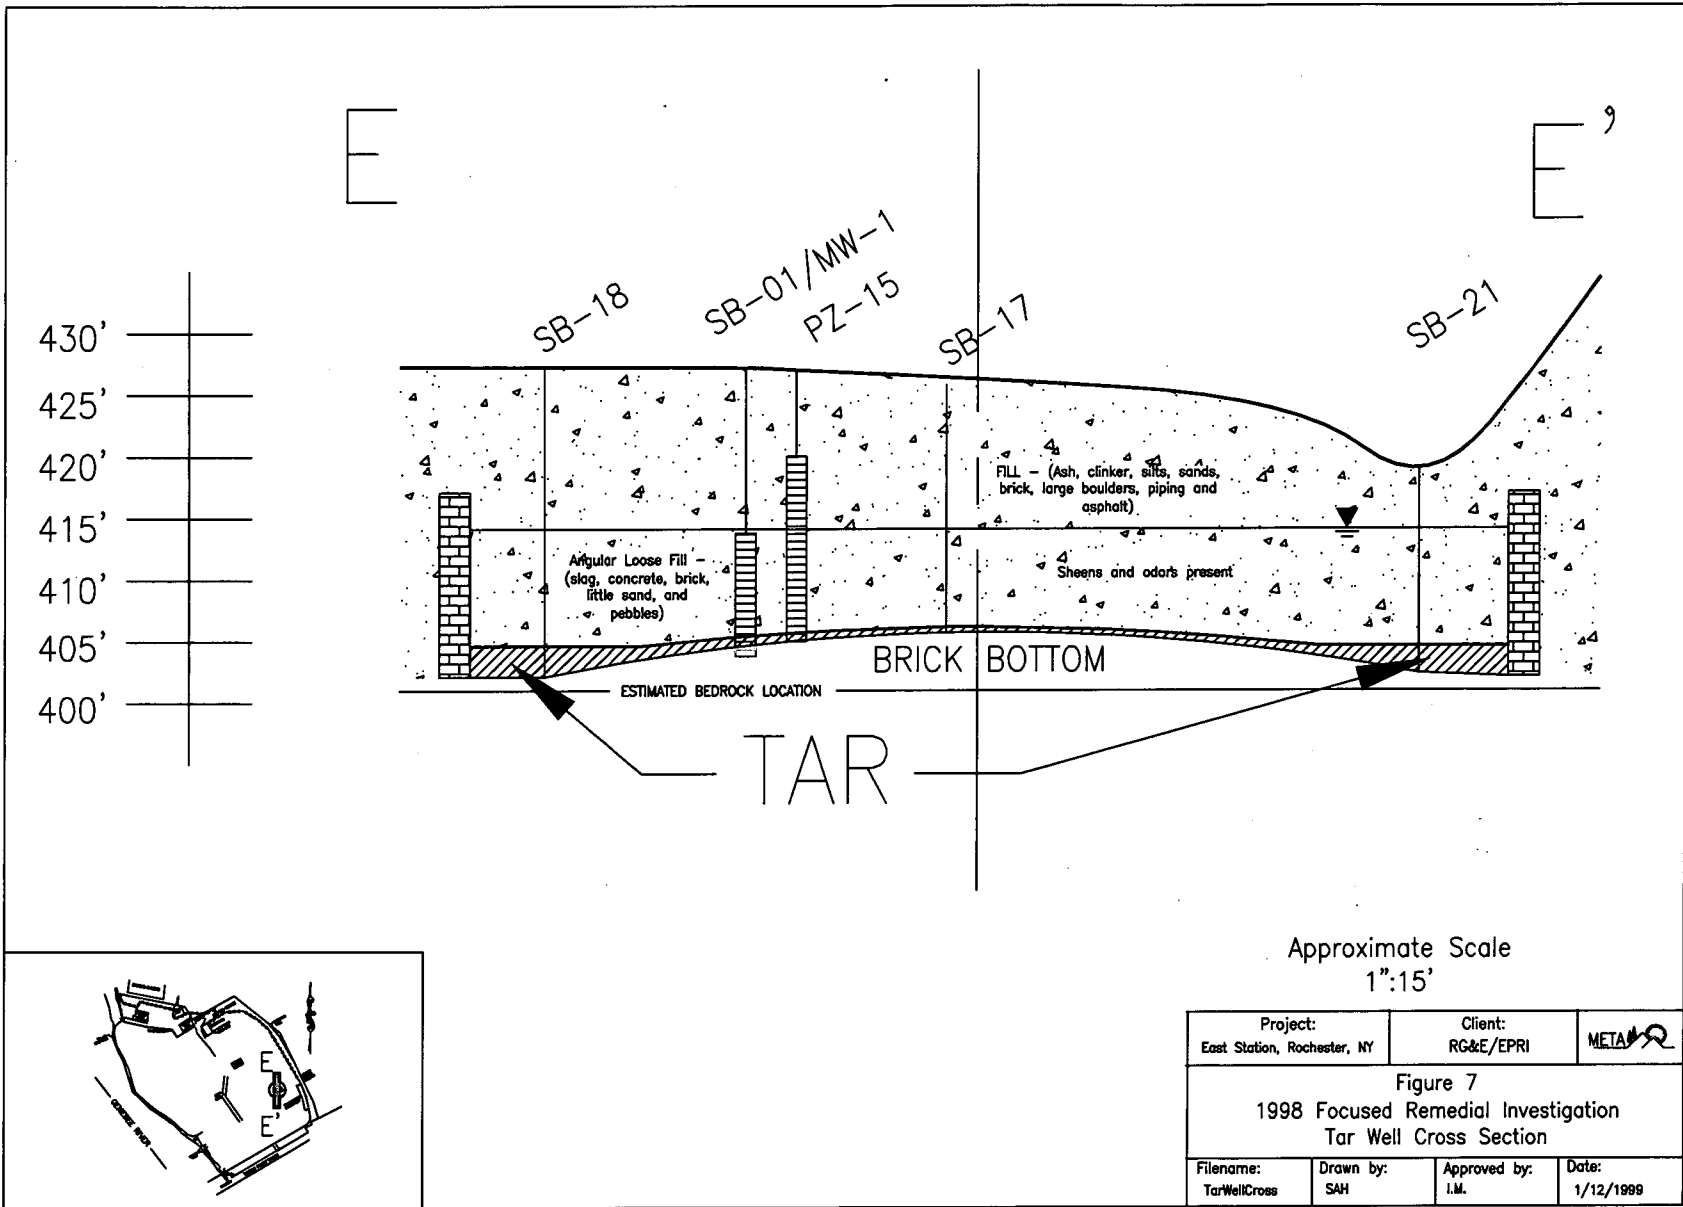 E
E'
SB-18
SB-01/MW-1
PZ-15
SB-17
SB-21
430'
425'
420'
415'
410'
405'
400'
FILL - (Ash, clinker, silts, sands,
brick, large boulders, piping and
asphalt)
Angular Loose Fill -
(slag, concrete, brick,
little sand, and
pebbles)
Sheens and odors present
BRICK BOTTOM
ESTIMATED BEDROCK LOCATION
TAR
Approximate Scale
1":15'
E
E'
GENESEE RIVER
Project:
East Station, Rochester, NY
Client:
RG&E/EPRI
META
Figure 7
1998 Focused Remedial Investigation
Tar Well Cross Section
Filename:
TarWellCross
Drawn by:
SAH
Approved by:
I.M.
Date:
1/12/1999